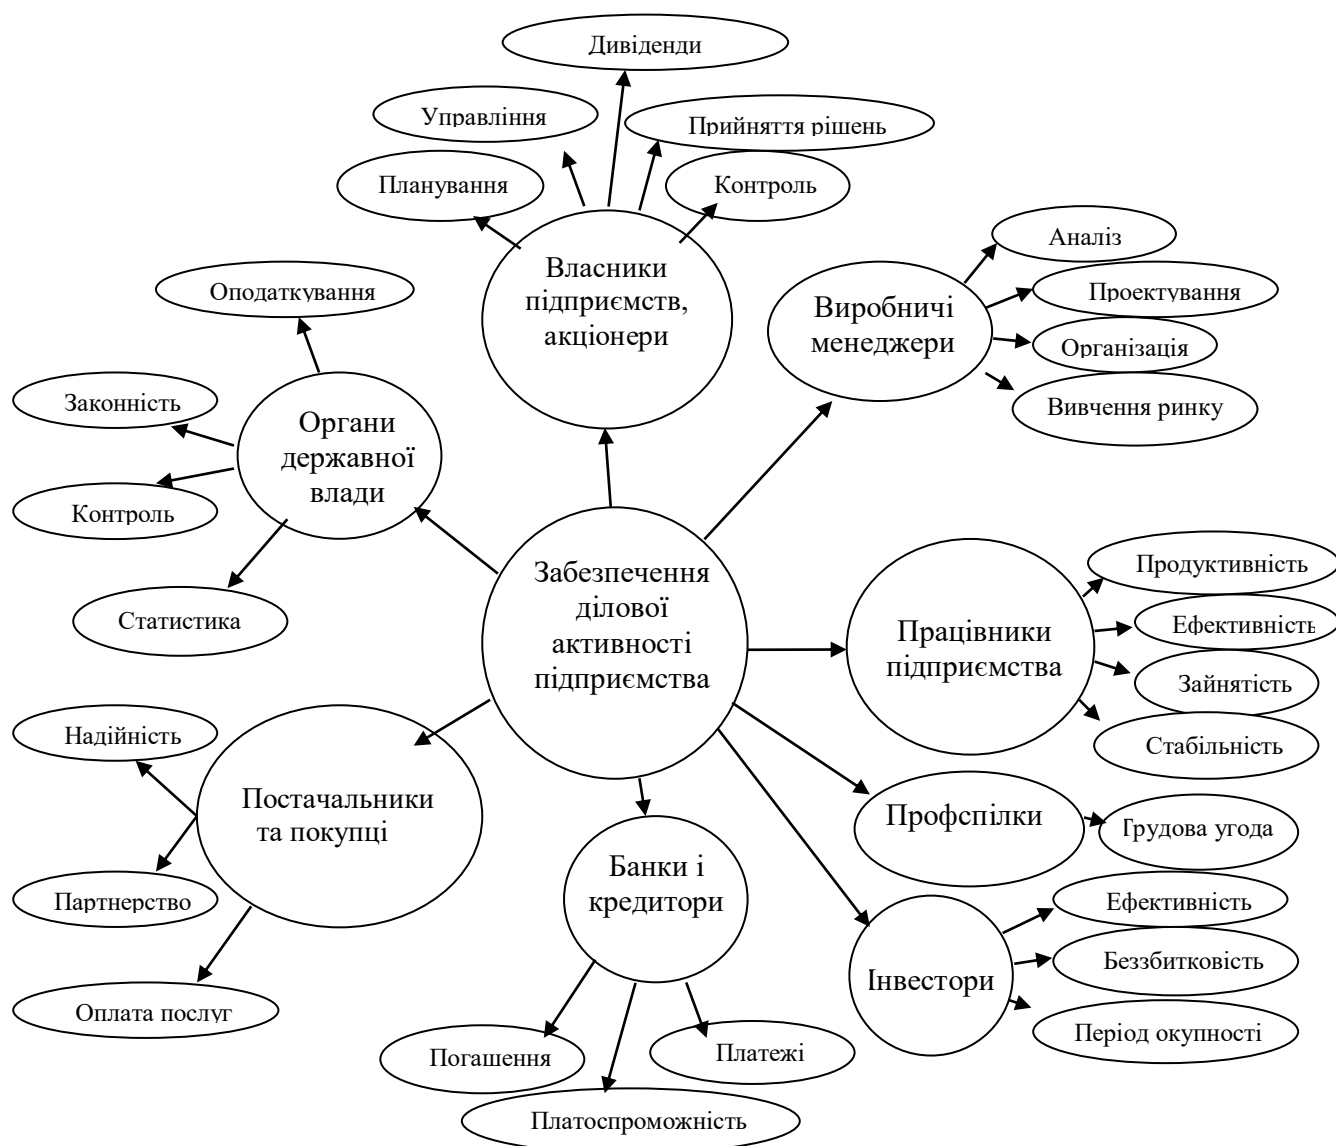 Дивіденди
Управління
Прийняття рішень
Планування
Контроль
Власники
підприємств,
акціонери
Аналіз
Проектування
Організація
Вивчення ринку
Виробничі
менеджери
Оподаткування
Законність
Контроль
Статистика
Органи
державної
влади
Забезпечення
ділової
активності
підприємства
Продуктивність
Ефективність
Зайнятість
Стабільність
Працівники
підприємства
Надійність
Партнерство
Оплата послуг
Постачальники
та покупці
Профспілки
Трудова угода
Банки і
кредитори
Погашення
Платоспроможність
Платежі
Інвестори
Ефективність
Беззбитковість
Період окупності